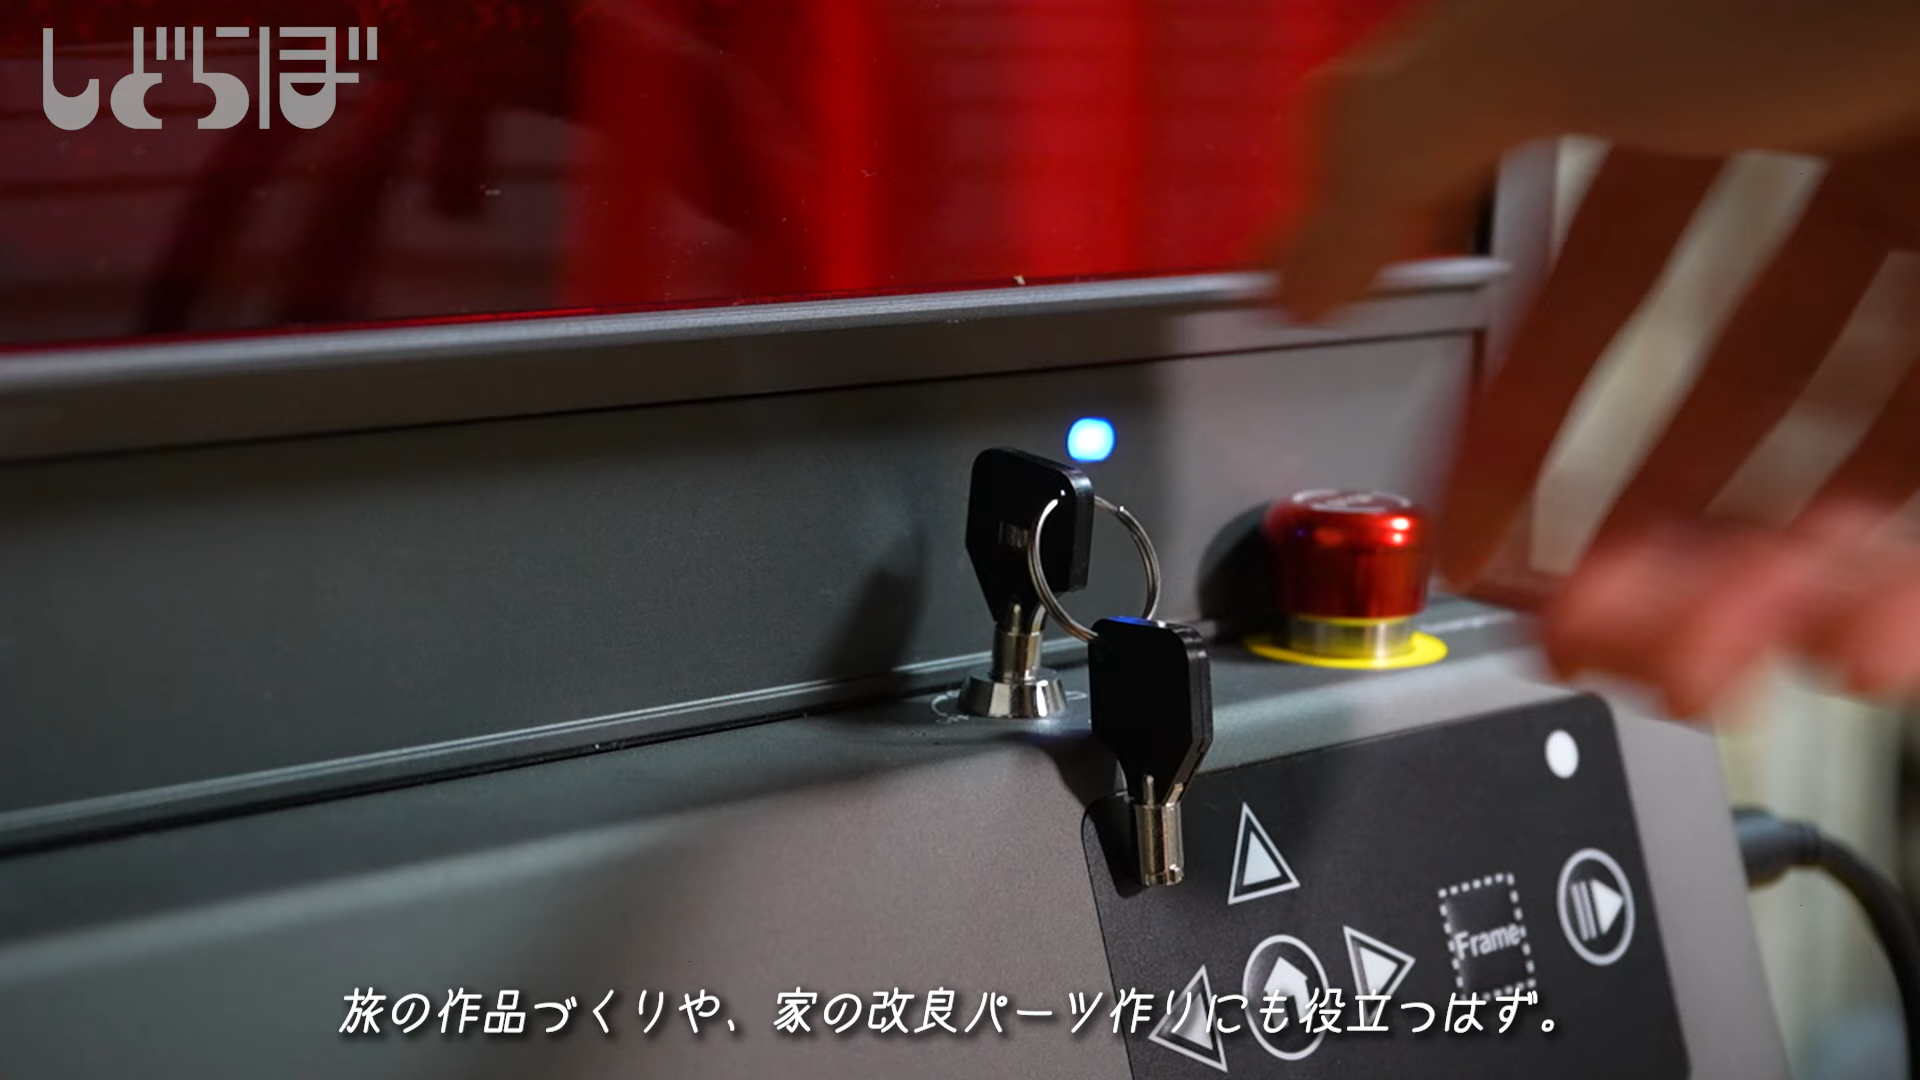 しどらぼ
Frame
旅の作品づくりや、家の改良パーツ作りにも役立つはず。